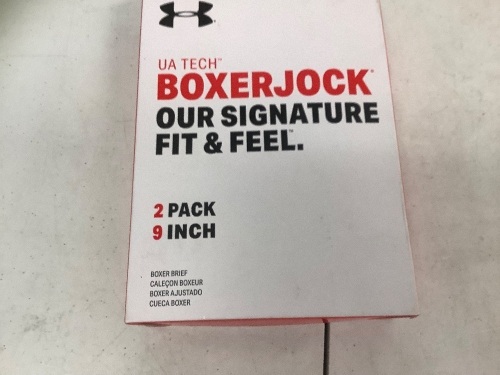 UA TECH™
BOXERJOCK®
OUR SIGNATURE
FIT & FEEL.™
2 PACK
9 INCH
BOXER BRIEF
CALEÇON BOXEUR
BOXER AJUSTADO
CUECA BOXER